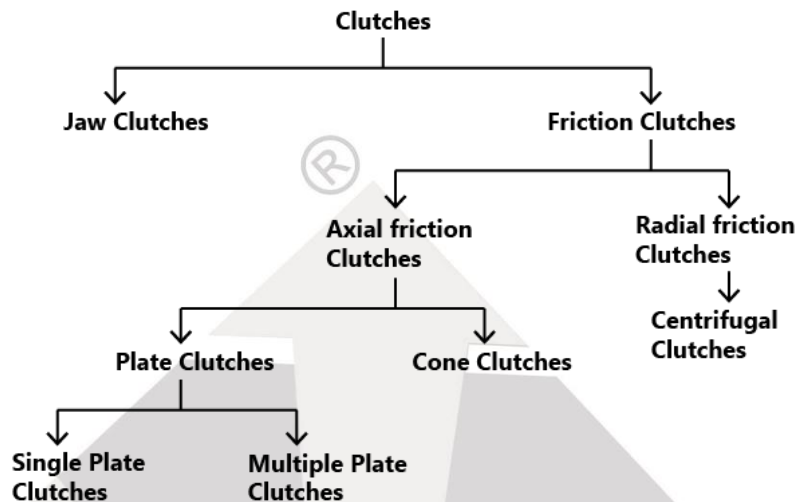 Clutches
Jaw Clutches
Friction Clutches
®
Axial friction
Clutches
Radial friction
Clutches
Centrifugal
Clutches
Plate Clutches
Cone Clutches
Single Plate
Clutches
Multiple Plate
Clutches